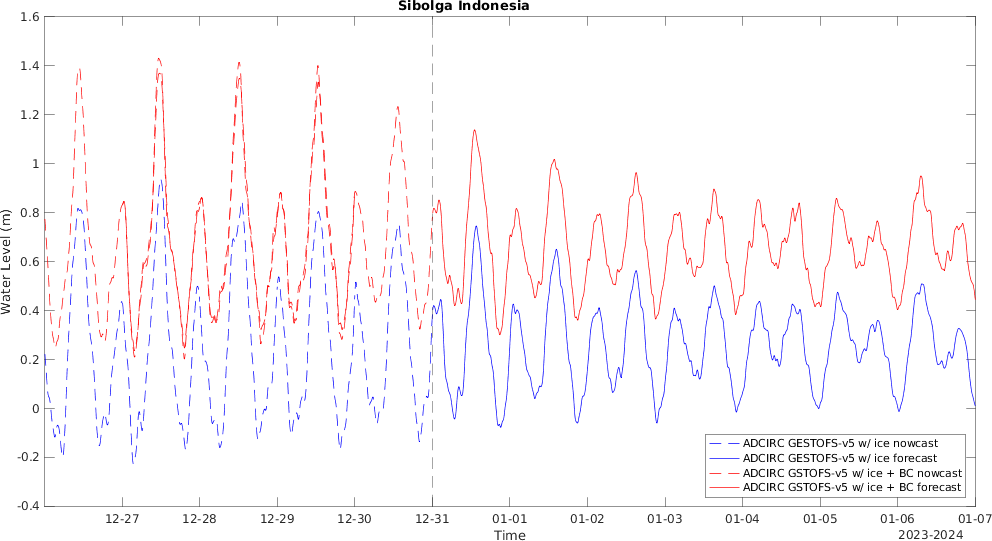 Sibolga Indonesia
1.6
1.4
1.2
1
0.8
0.6
0.4
0.2
0
-0.2
-0.4
Water Level (m)
12-27 12-28 12-29 12-30 12-31 01-01 01-02 01-03 01-04 01-05 01-06 01-07
Time
2023-2024
ADCIRC GESTOFS-v5 w/ ice nowcast
ADCIRC GESTOFS-v5 w/ ice forecast
ADCIRC GSTOFS-v5 w/ ice + BC nowcast
ADCIRC GSTOFS-v5 w/ ice + BC forecast